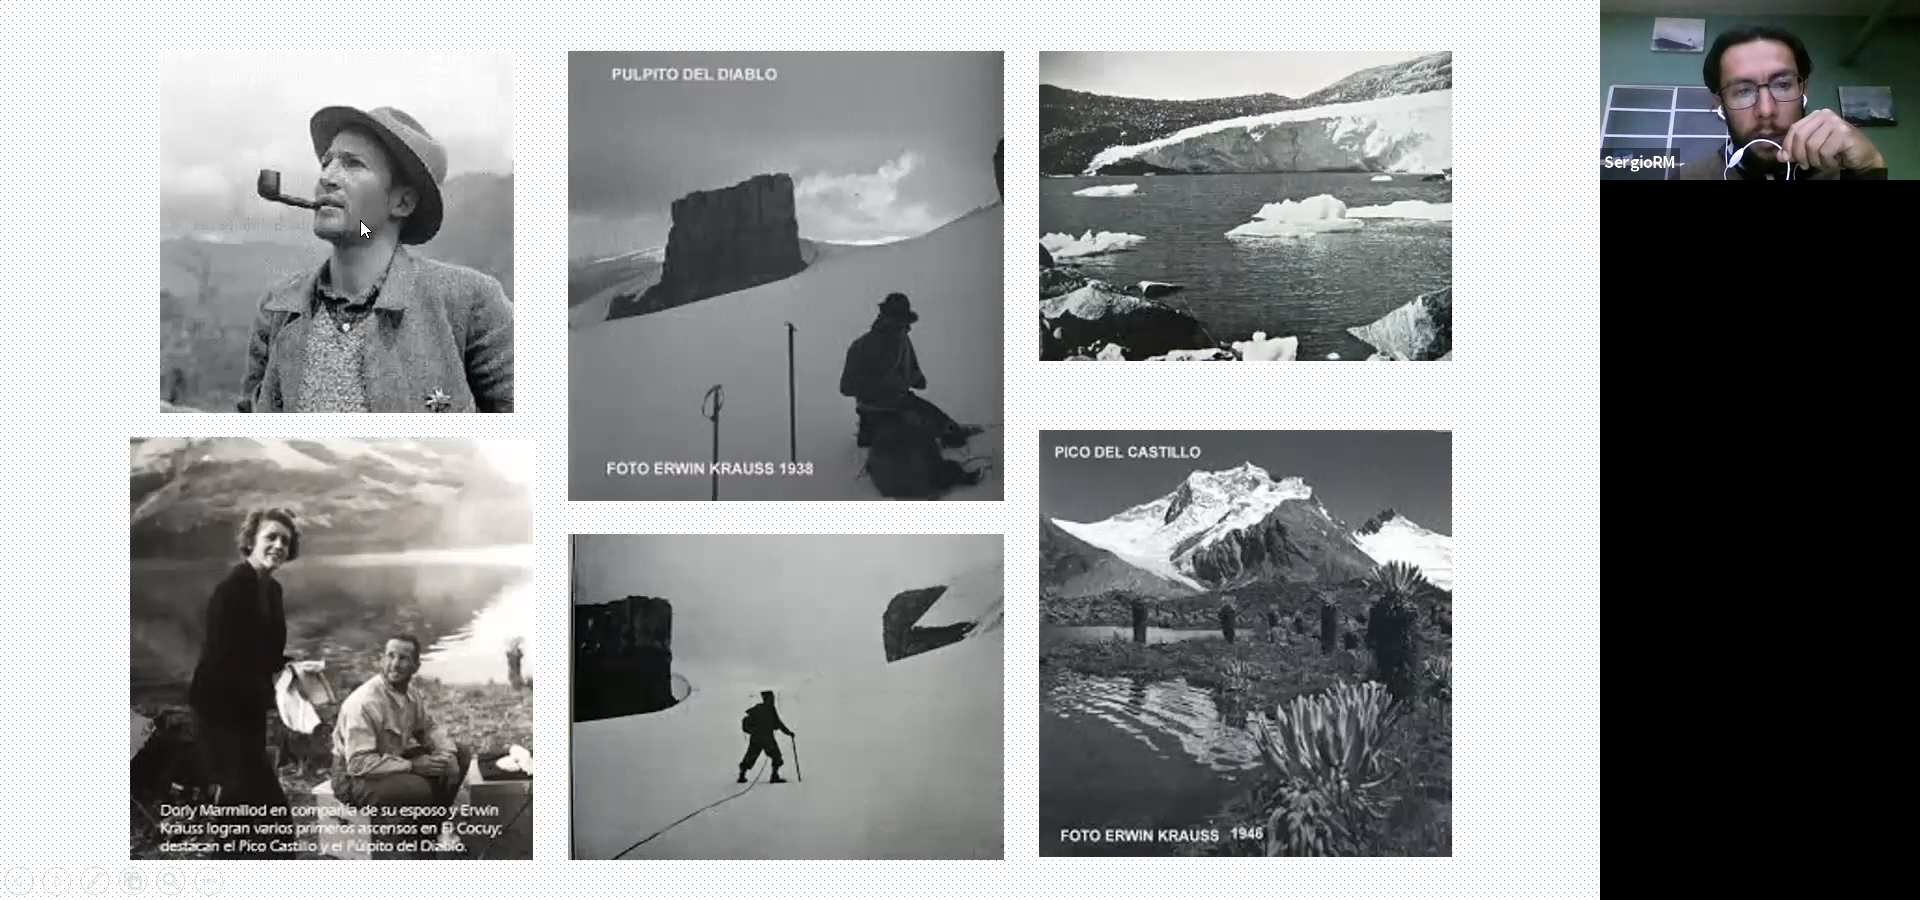 PULPITO DEL DIABLO
FOTO ERWIN KRAUSS 1938
Dorly Marmillod en compañía de su esposo y Erwin
Krauss logran varios primeros ascensos en El Cocuy;
destacan el Pico Castillo y el Púlpito del Diablo.
PICO DEL CASTILLO
FOTO ERWIN KRAUSS 1946
SergioRM